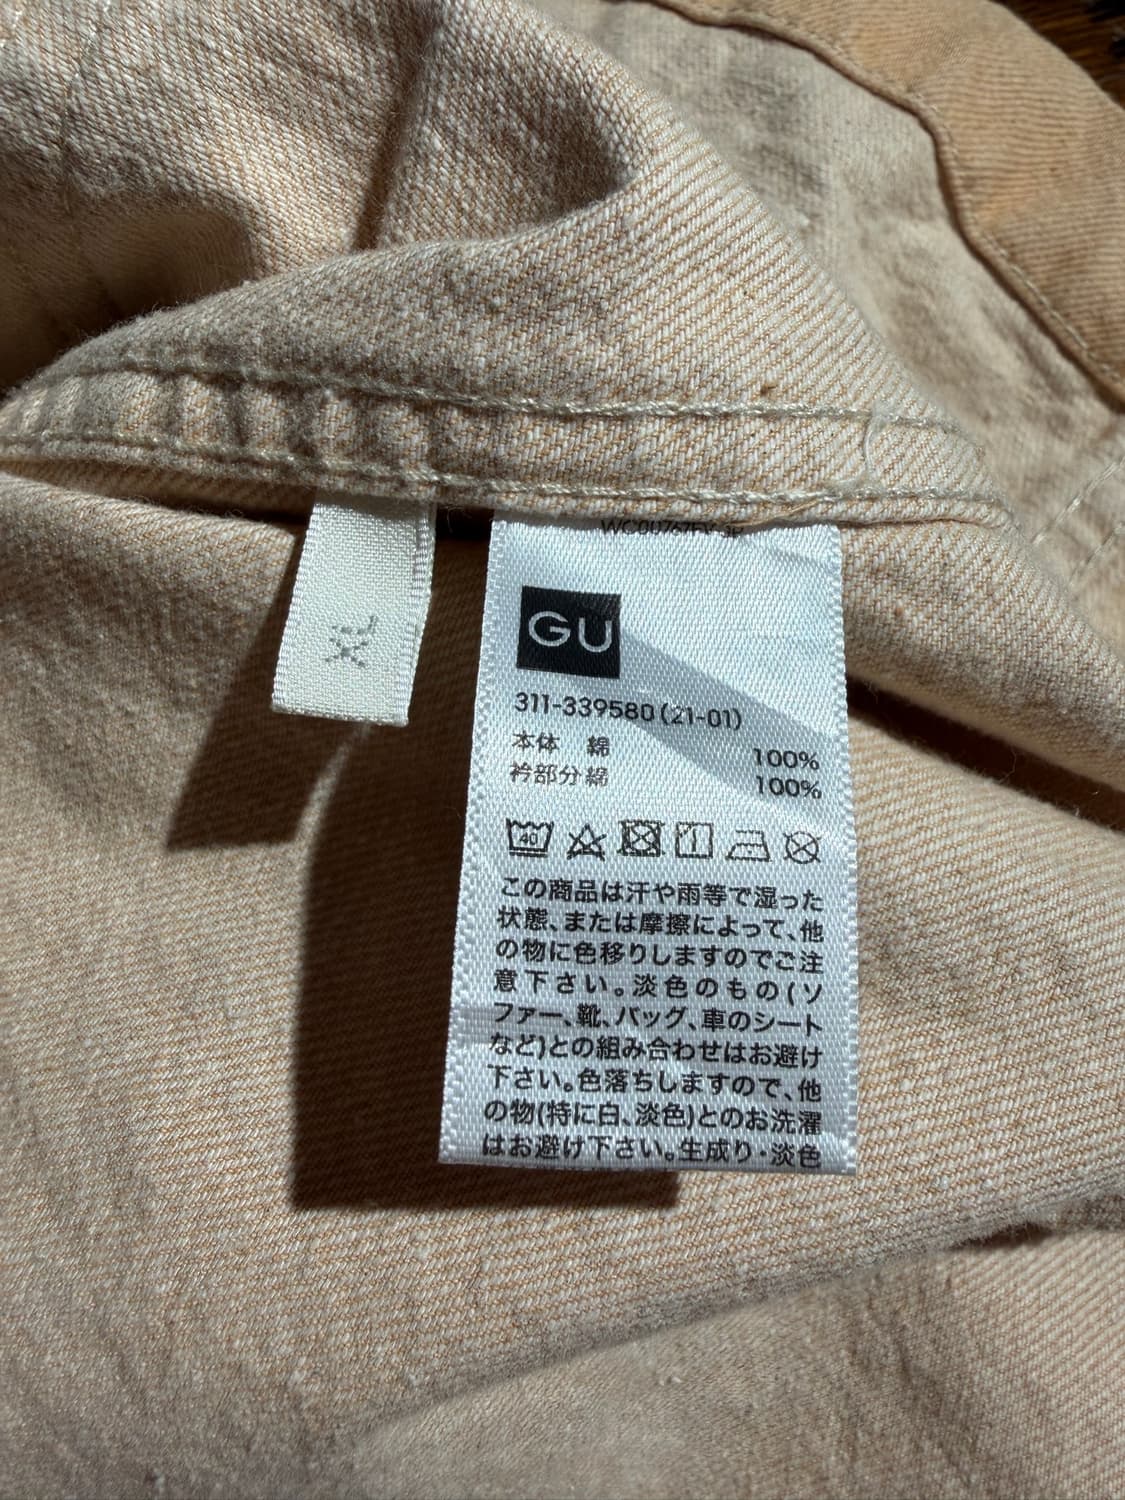 XL
GU
311-339580(21-01)
本体 綿 100%
衿部分綿 100%
40
この商品は汗や雨等で湿った
状態、または摩擦によって、他
の物に色移りしますのでご注
意下さい。淡色のもの(ソ
ファー、靴、バッグ、車のシート
など)との組み合わせはお避け
下さい。色落ちしますので、他
の物(特に白、淡色)とのお洗濯
はお避け下さい。生成り・淡色